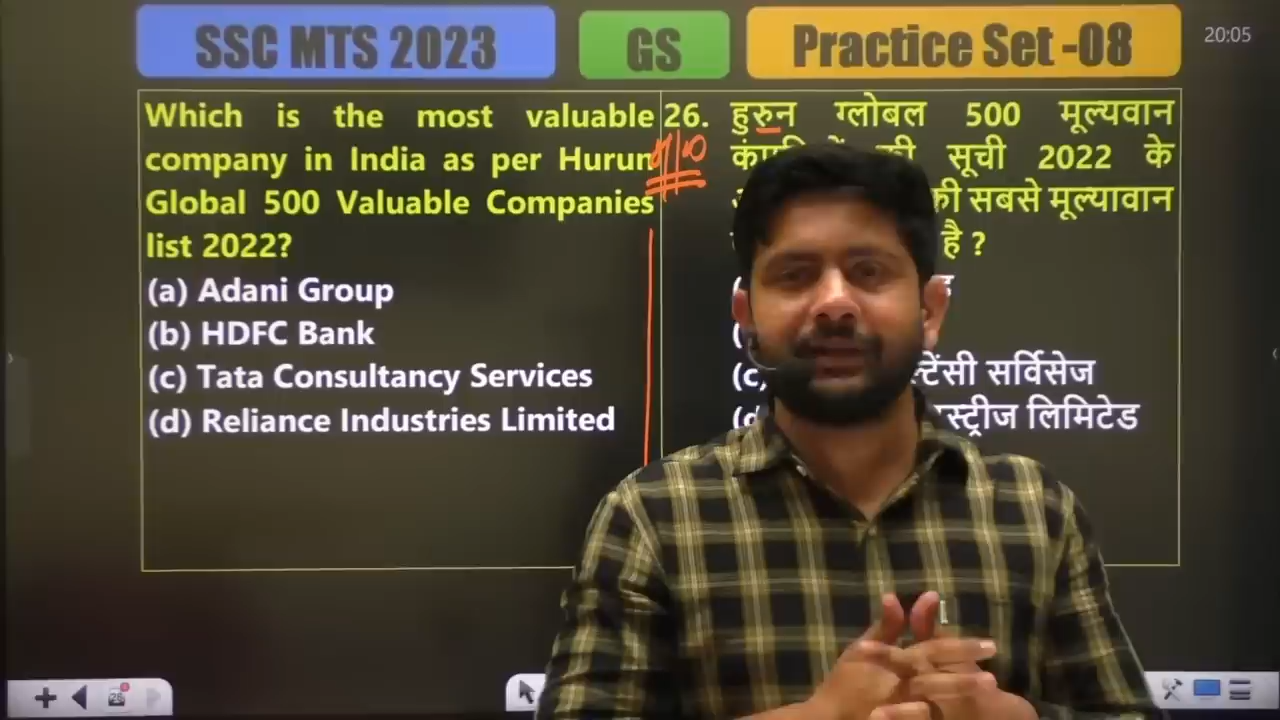 SSC MTS 2023
GS
Practice Set -08
20:05
Which is the most valuable
company in India as per Hurun
Global 500 Valuable Companies
list 2022?
(a) Adani Group
(b) HDFC Bank
(c) Tata Consultancy Services
(d) Reliance Industries Limited
26. हुरुन ग्लोबल 500 मूल्यवान
की सूची 2022 के
की सबसे मूल्यावान
है ?
(c) सर्विसेज
लिमिटेड